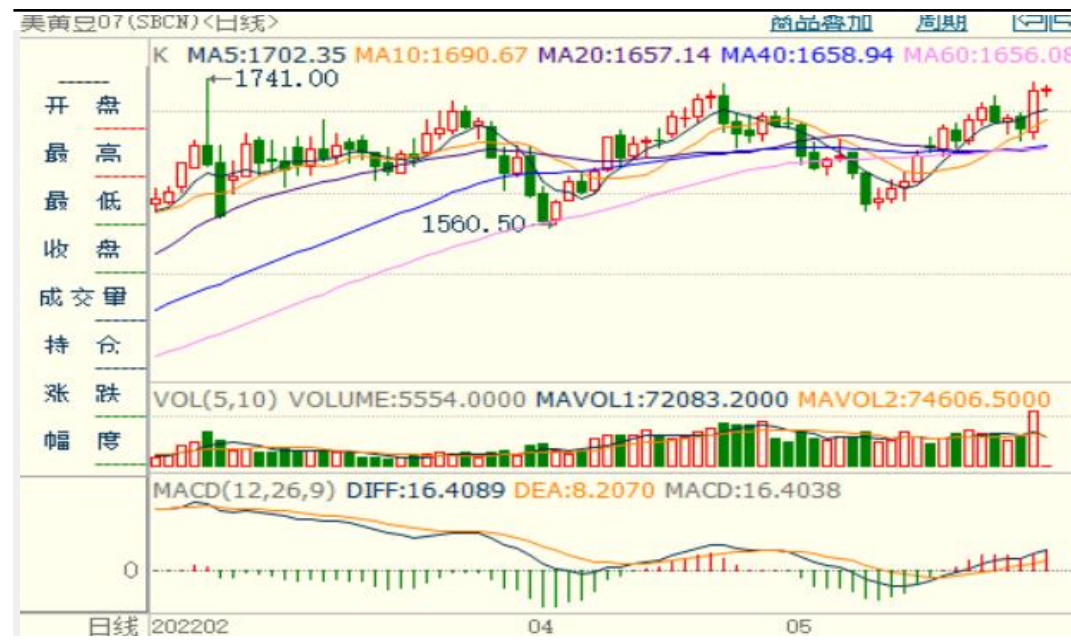 美黄豆07(SBCN)<日线> 商品叠加 周期
K MA5:1702.35 MA10:1690.67 MA20:1657.14 MA40:1658.94 MA60:1656.08
←1741.00
开盘
最高
最低
1560.50→
收盘
成交量
持仓
涨跌
VOL(5,10) VOLUME:5554.0000 MAVOL1:72083.2000 MAVOL2:74606.5000
幅度
MACD(12,26,9) DIFF:16.4089 DEA:8.2070 MACD:16.4038
0
日线 202202 04 05